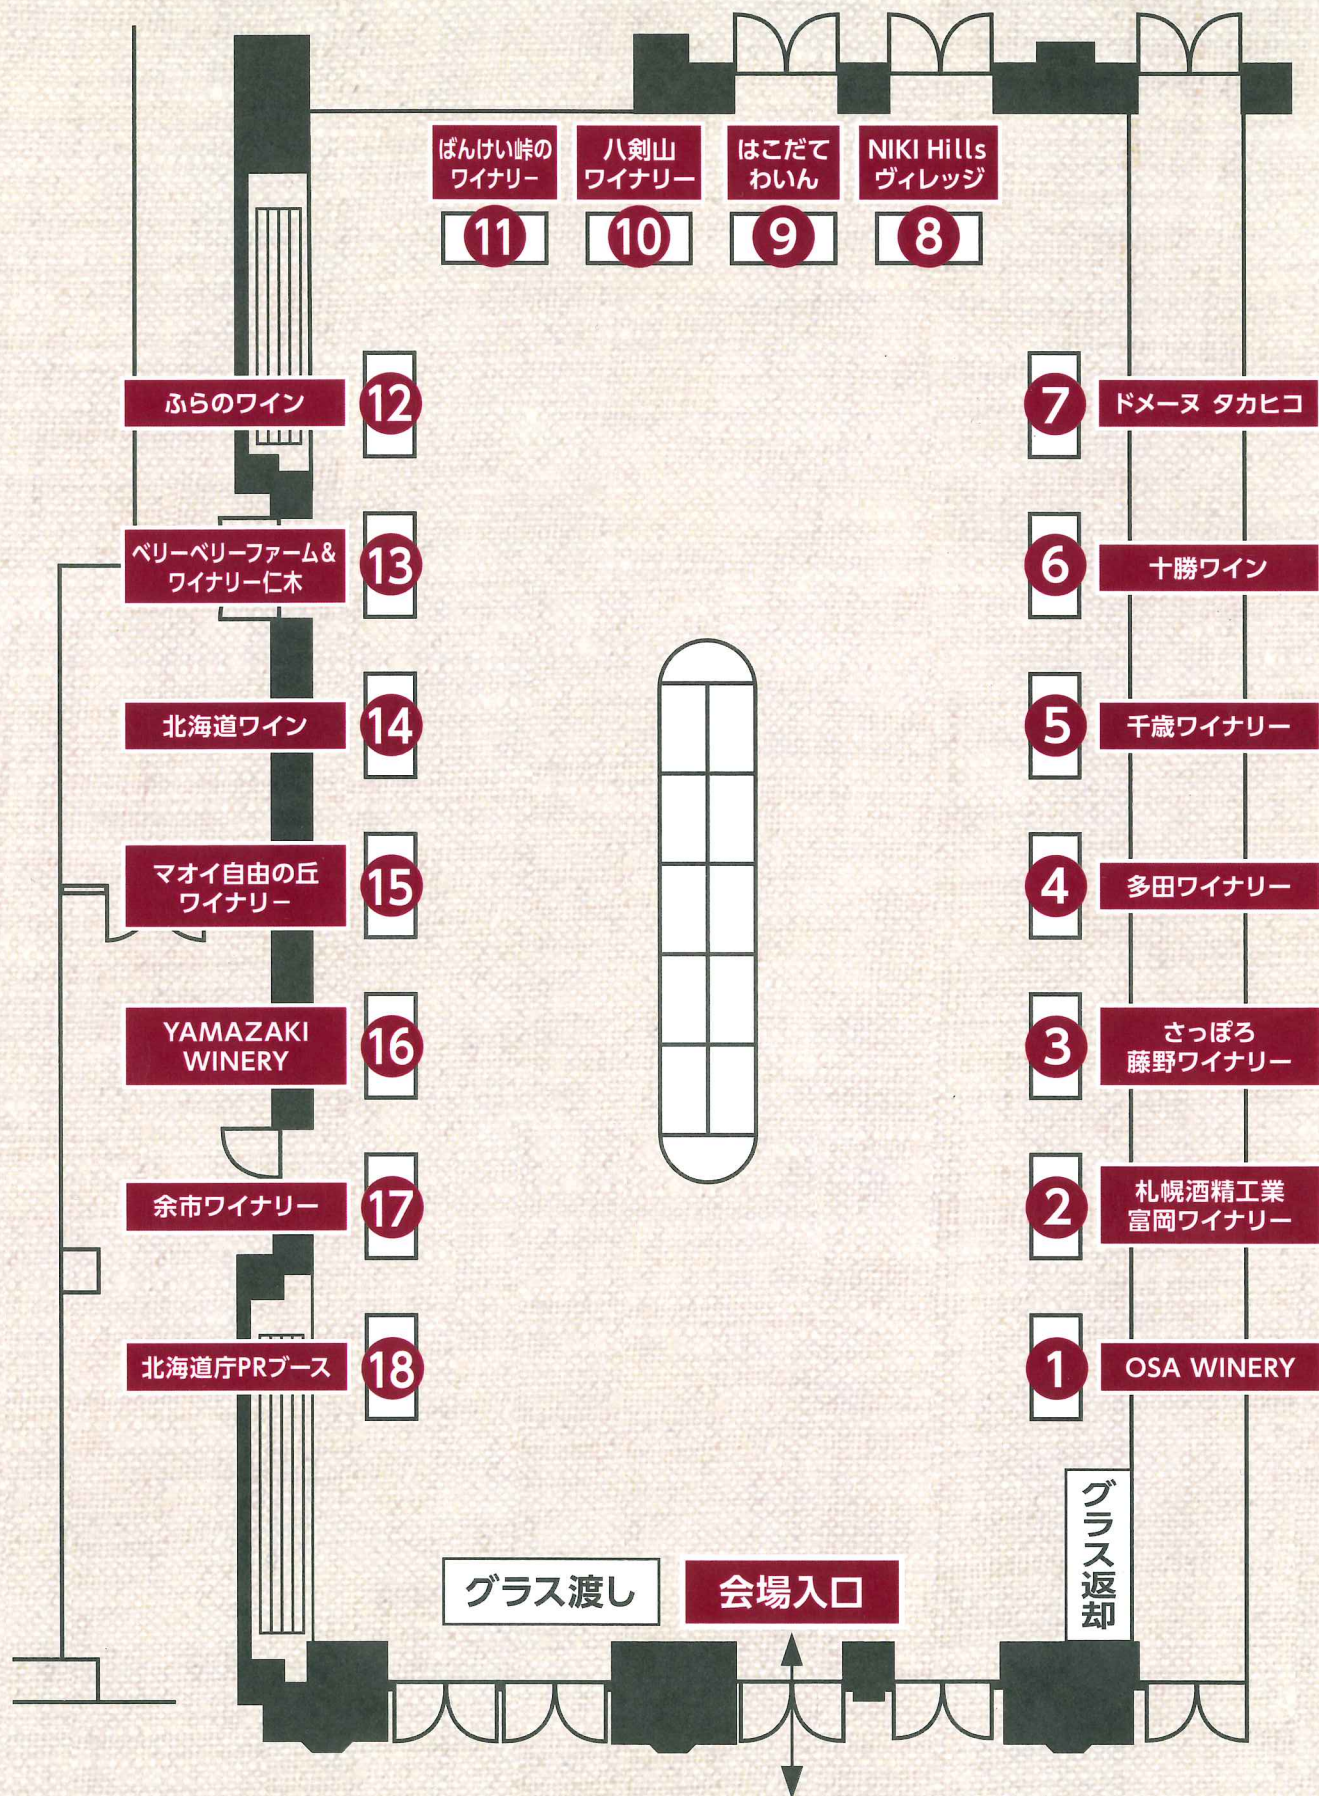 ばんけい峠の
ワイナリー
11
八剣山
ワイナリー
10
はこだて
わいん
9
NIKI Hills
ヴィレッジ
8
ふらのワイン
12
7
ドメーヌ タカヒコ
ベリーベリーファーム&
ワイナリー仁木
13
6
十勝ワイン
北海道ワイン
14
5
千歳ワイナリー
マオイ自由の丘
ワイナリー
15
4
多田ワイナリー
YAMAZAKI
WINERY
16
3
さっぽろ
藤野ワイナリー
余市ワイナリー
17
2
札幌酒精工業
富岡ワイナリー
北海道庁PRブース
18
1
OSA WINERY
グラス返却
グラス渡し
会場入口